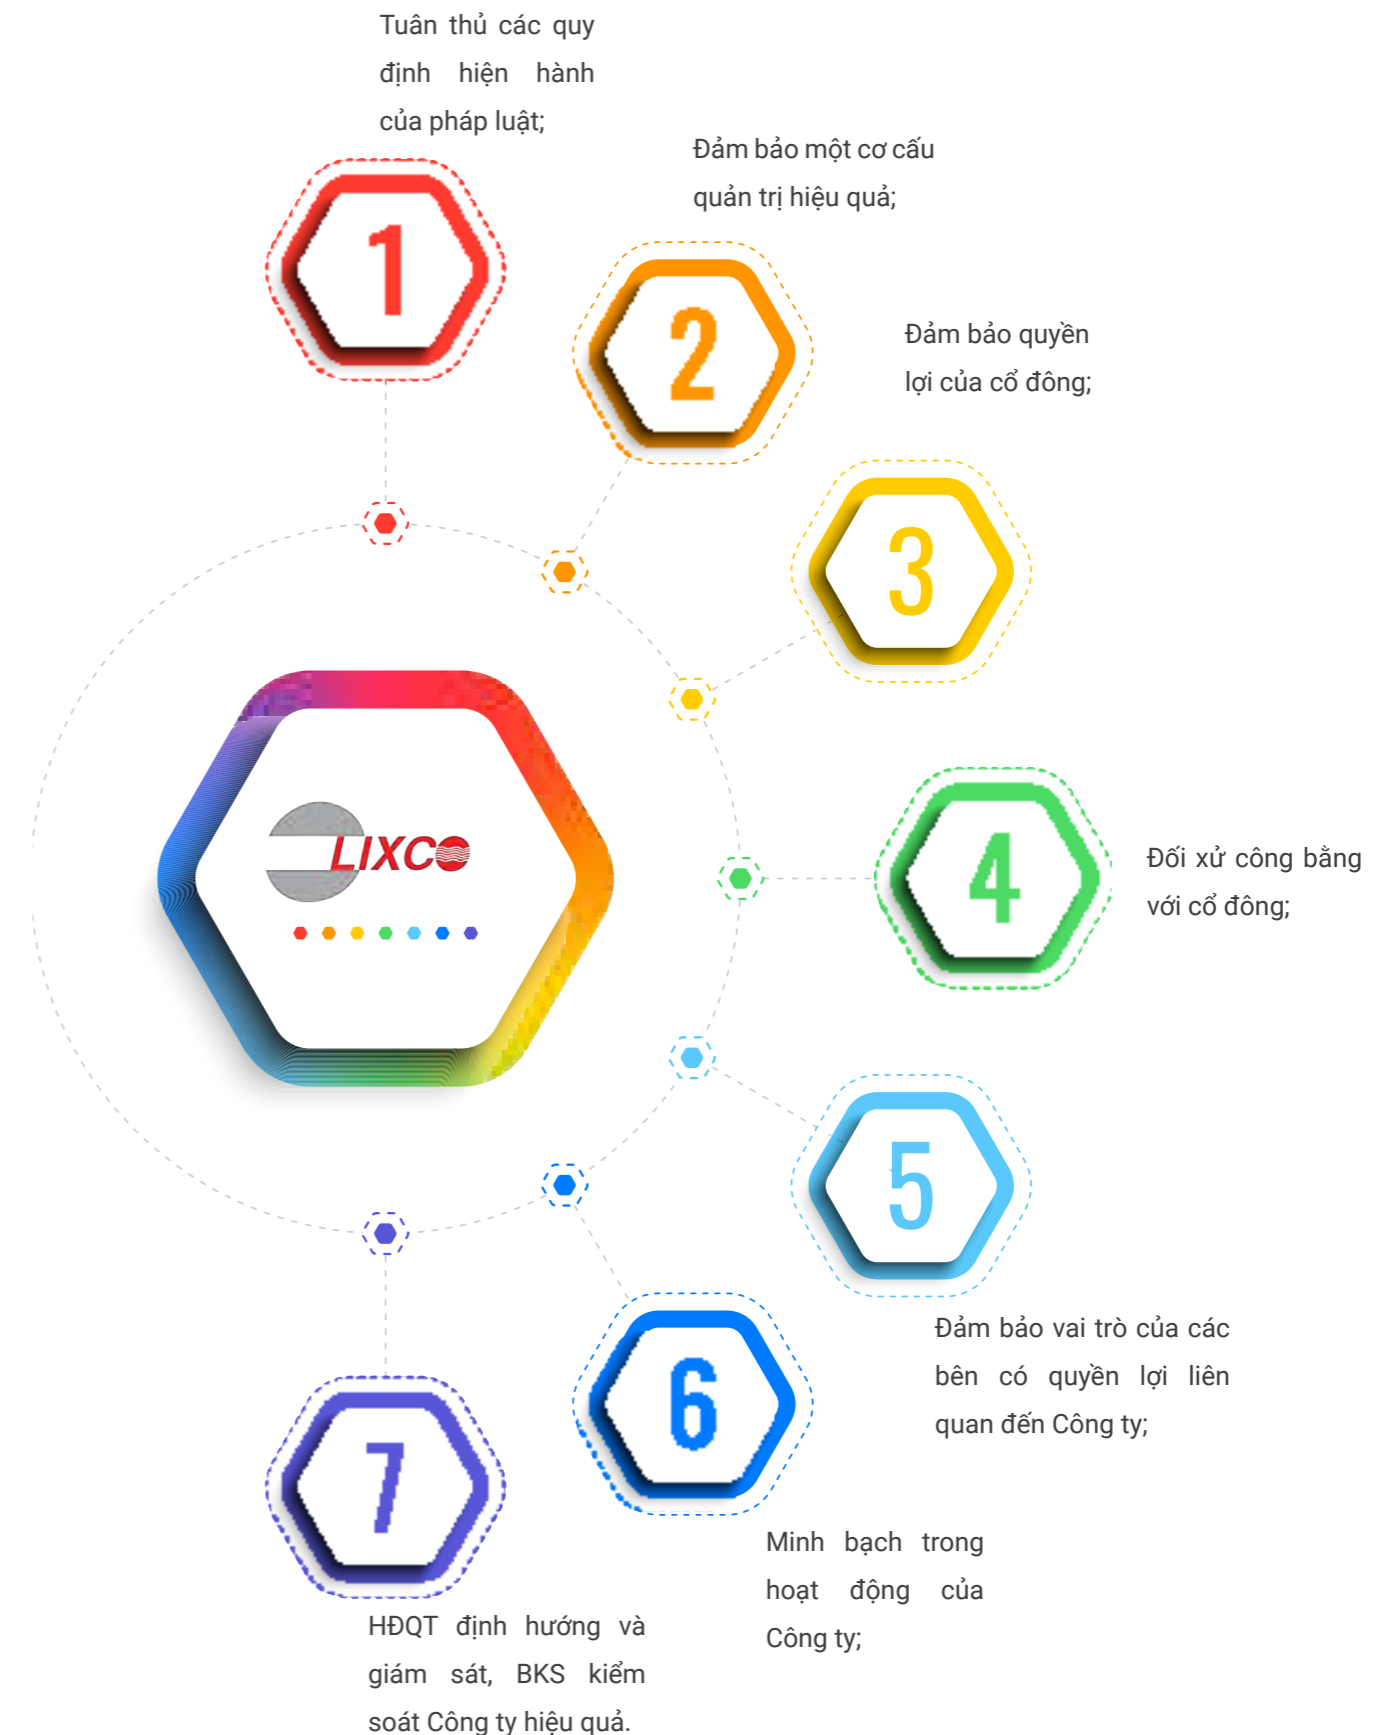 Tuân thủ các quy
định hiện hành
của pháp luật;
1
Đảm bảo một cơ cấu
quản trị hiệu quả;
2
Đảm bảo quyền
lợi của cổ đông;
3
LIXCO
4
Đối xử công bằng
với cổ đông;
5
Đảm bảo vai trò của các
bên có quyền lợi liên
quan đến Công ty;
6
Minh bạch trong
hoạt động của
Công ty;
7
HĐQT định hướng và
giám sát, BKS kiểm
soát Công ty hiệu quả.